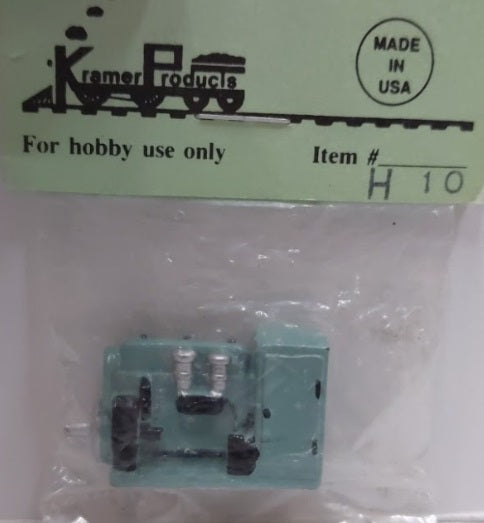 Kramer Products
MADE
IN
USA
For hobby use only
Item #
H 10